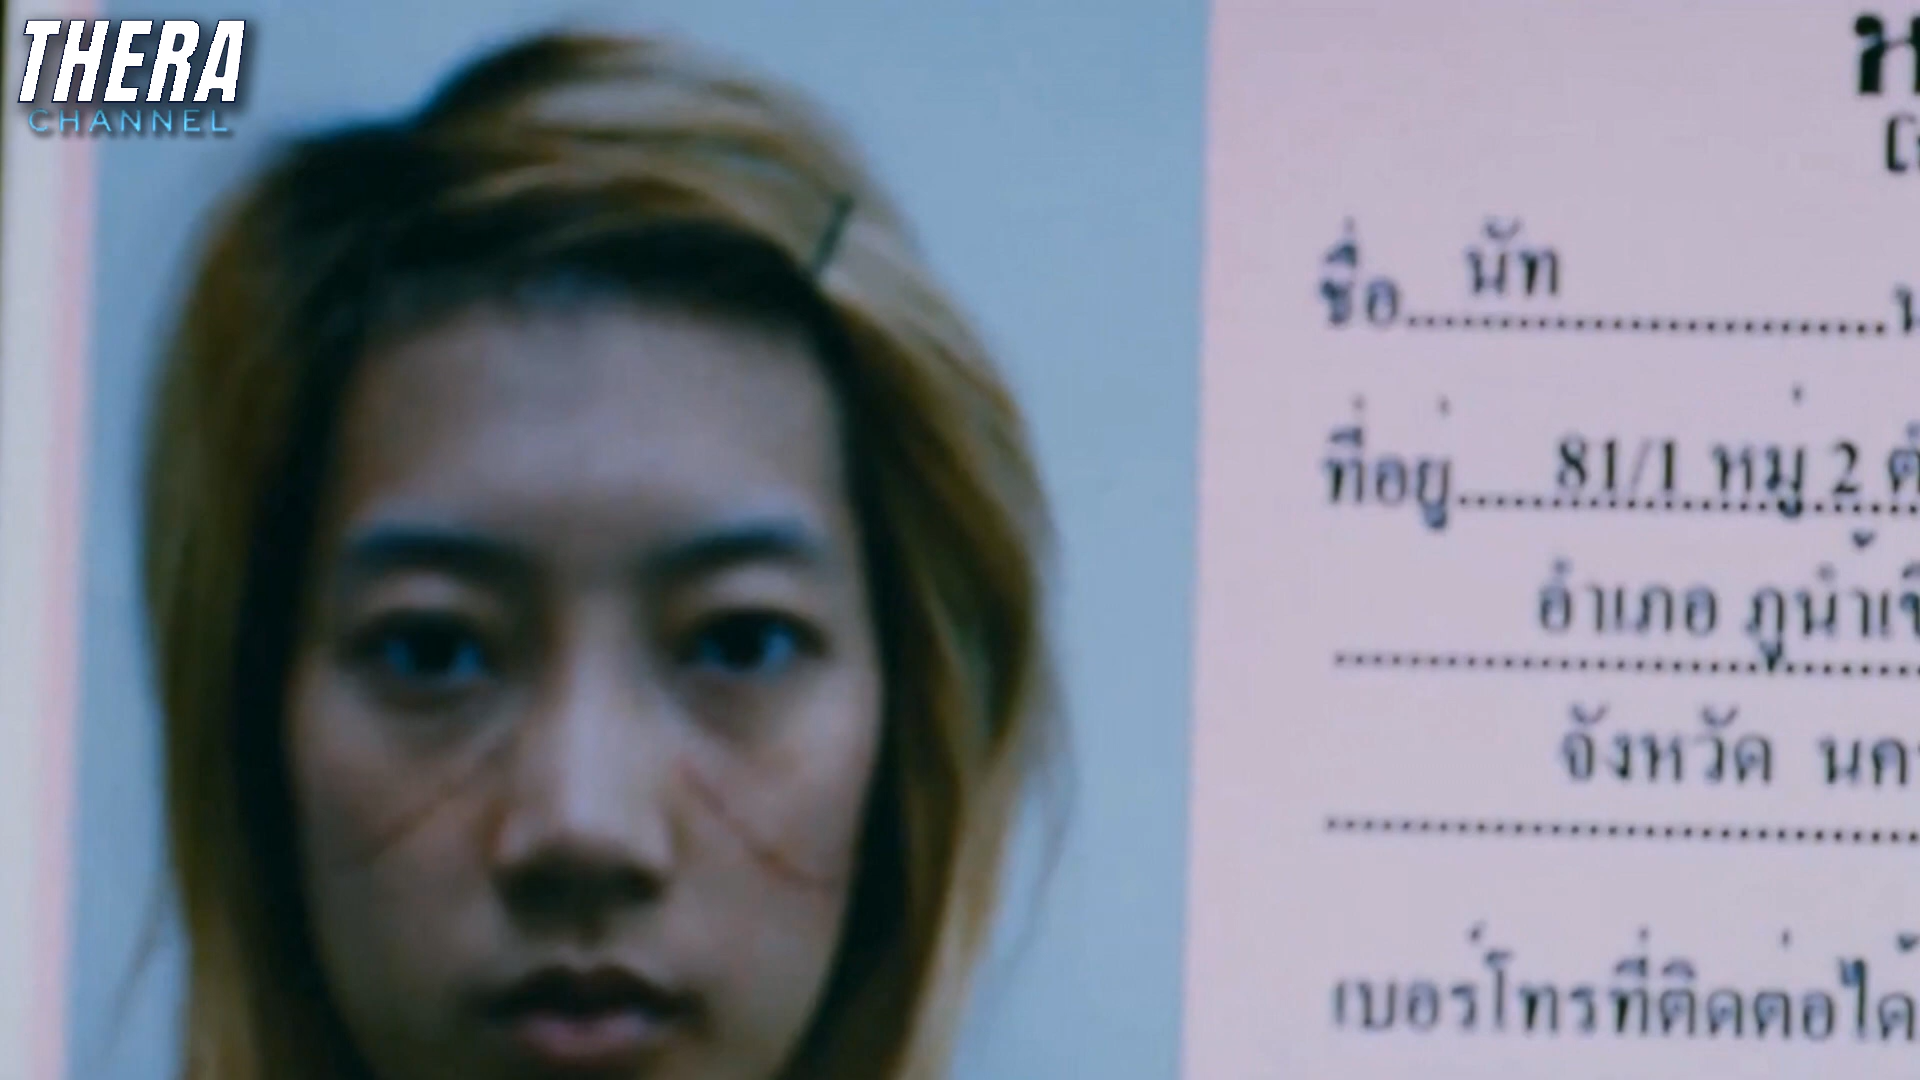 THERA
CHANNEL
ชื่อ นัท
ที่อยู่ 81/1 หมู่ 2
อำเภอ
จังหวัด
เบอร์โทรที่ติดต่อได้